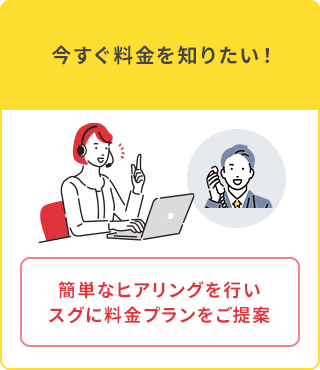 今すぐ料金を知りたい！
簡単なヒアリングを行い
スグに料金プランをご提案